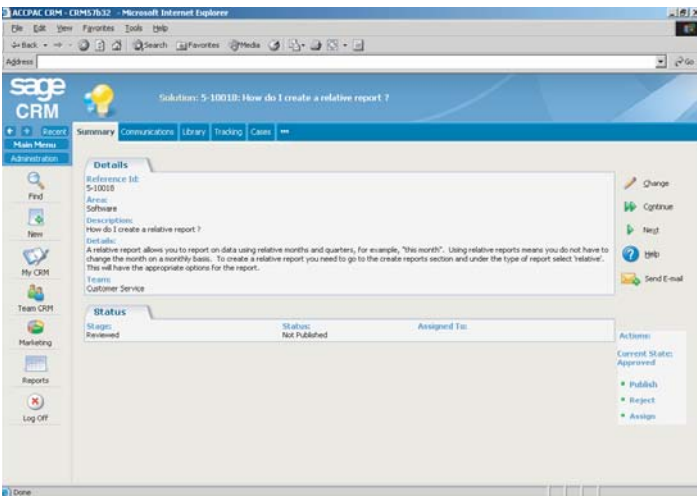 ACCPAC CRM - CRM57b32 - Microsoft Internet Explorer
File Edit View Favorites Tools Help
Back Search Favorites Media
Address Go
sage
CRM
Solution: 5-10018: How do I create a relative report ?
Recent
Summary Communications Library Tracking Cases
Main Menu
Administration
Find
New
My CRM
Team CRM
Marketing
Reports
Log Off
Details
Reference Id:
5-10018
Area:
Software
Description:
How do I create a relative report ?
Details:
A relative report allows you to report on data using relative months and quarters, for example, "this month". Using relative reports means you do not have to
change the month on a monthly basis. To create a relative report you need to go to the create reports section and under the type of report select 'relative'.
This will have the appropriate options for the report.
Team:
Customer Service
Status
Stage: Status: Assigned To:
Reviewed Not Published
Change
Continue
Next
Help
Send E-mail
Actions:
Current State:
Approved
Publish
Reject
Assign
Done